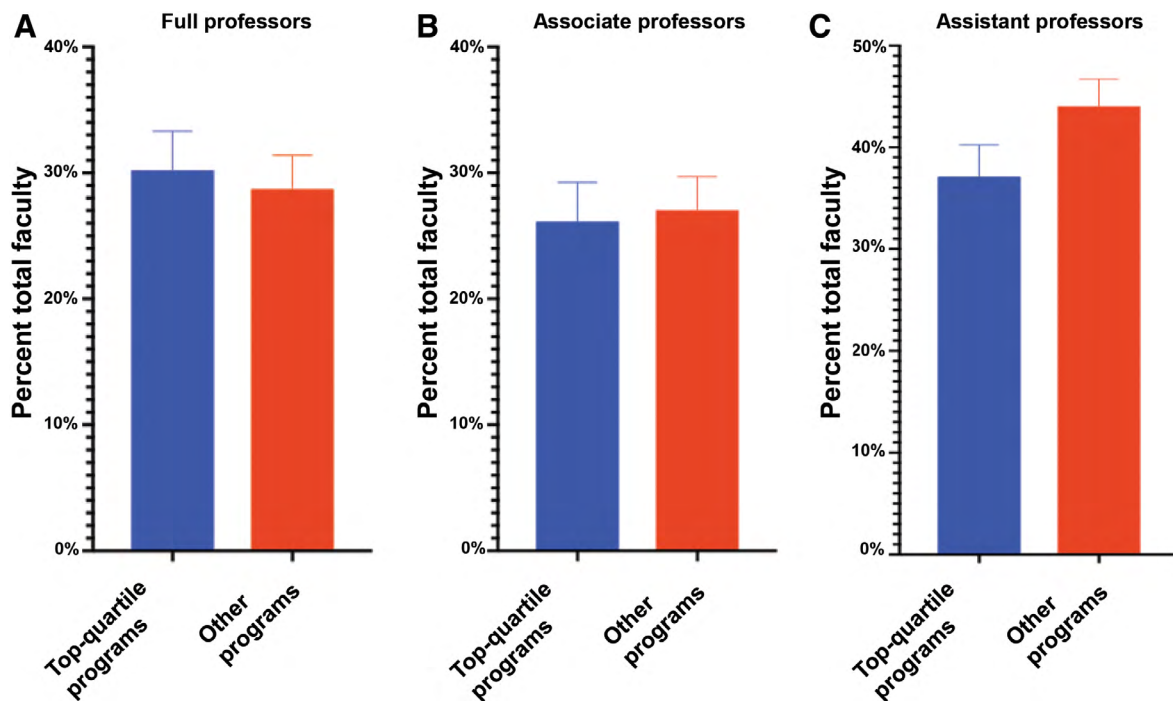 A
Full professors
40%
30%
20%
10%
0%
Percent total faculty
Top-quartile
programs
Other
programs
B
Associate professors
40%
30%
20%
10%
0%
Percent total faculty
Top-quartile
programs
Other
programs
C
Assistant professors
50%
40%
30%
20%
10%
0%
Percent total faculty
Top-quartile
programs
Other
programs